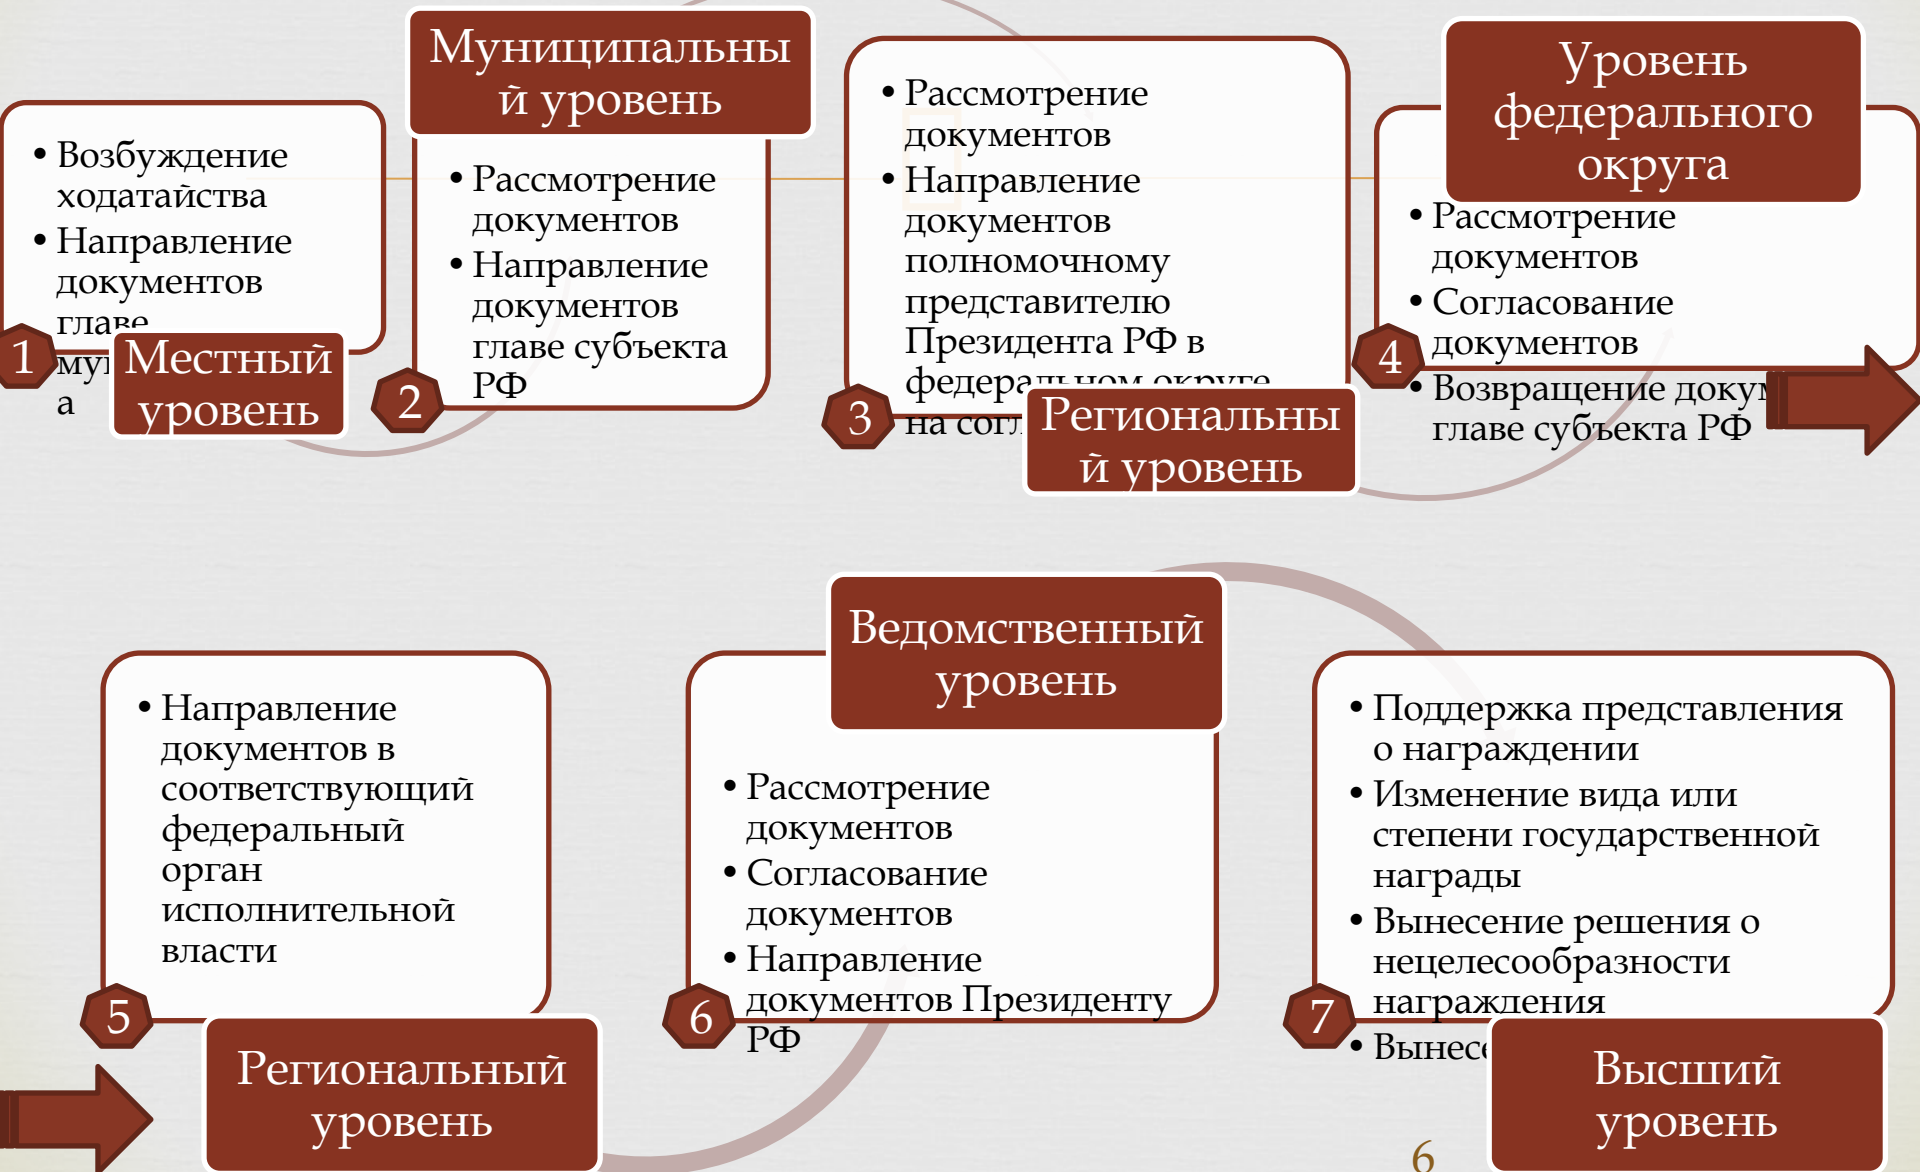 • Возбуждение
ходатайства
• Направление
документов
главе
а
1
Местный
уровень
Муниципальны
й уровень
• Рассмотрение
документов
• Направление
документов
главе субъекта
РФ
2
• Рассмотрение
документов
• Направление
документов
полномочному
представителю
Президента РФ в
федеральном округе
на
3
Региональны
й уровень
Уровень
федерального
округа
• Рассмотрение
документов
• Согласование
документов
• Возвращение
главе субъекта РФ
4
• Направление
документов в
соответствующий
федеральный
орган
исполнительной
власти
5
Региональный
уровень
Ведомственный
уровень
• Рассмотрение
документов
• Согласование
документов
• Направление
документов Президенту
РФ
6
• Поддержка представления
о награждении
• Изменение вида или
степени государственной
награды
• Вынесение решения о
нецелесообразности
награждения
7
Высший
уровень
6